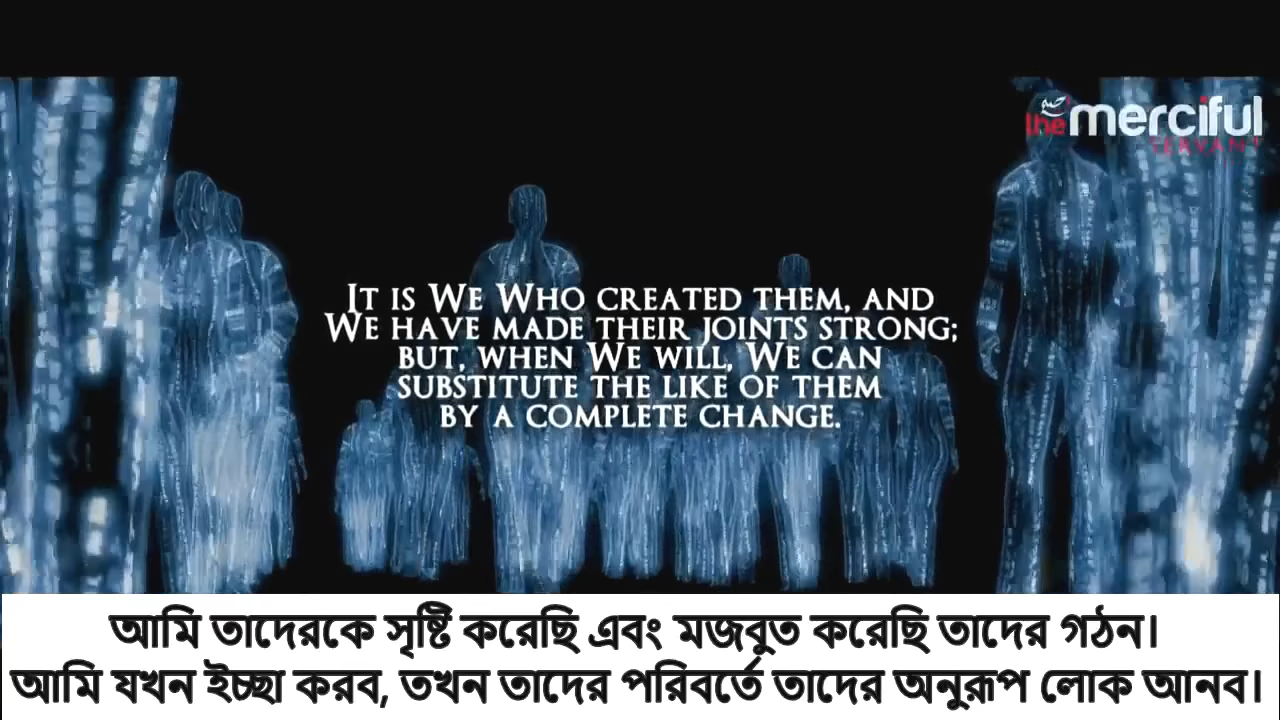 the merciful
SERVANT
IT IS WE WHO CREATED THEM, AND
WE HAVE MADE THEIR JOINTS STRONG;
BUT, WHEN WE WILL, WE CAN
SUBSTITUTE THE LIKE OF THEM
BY A COMPLETE CHANGE.
আমি তাদেরকে সৃষ্টি করেছি এবং মজবুত করেছি তাদের গঠন।
আমি যখন ইচ্ছা করব, তখন তাদের পরিবর্তে তাদের অনুরূপ লোক আনব।